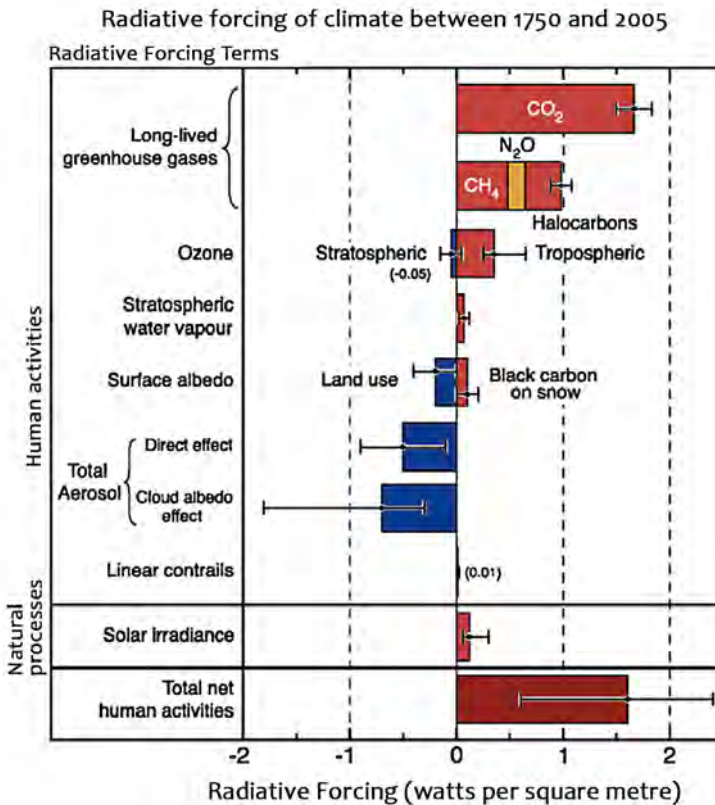 Radiative forcing of climate between 1750 and 2005
Radiative Forcing Terms
Long-lived
greenhouse gases
CO₂
N₂O
CH₄
Halocarbons
Ozone
Stratospheric
(-0.05)
Tropospheric
Stratospheric
water vapour
Surface albedo
Land use
Black carbon
on snow
Human activities
Total
Aerosol
Direct effect
Cloud albedo
effect
Linear contrails
(0.01)
Natural
processes
Solar irradiance
Total net
human activities
-2 -1 0 1 2
Radiative Forcing (watts per square metre)